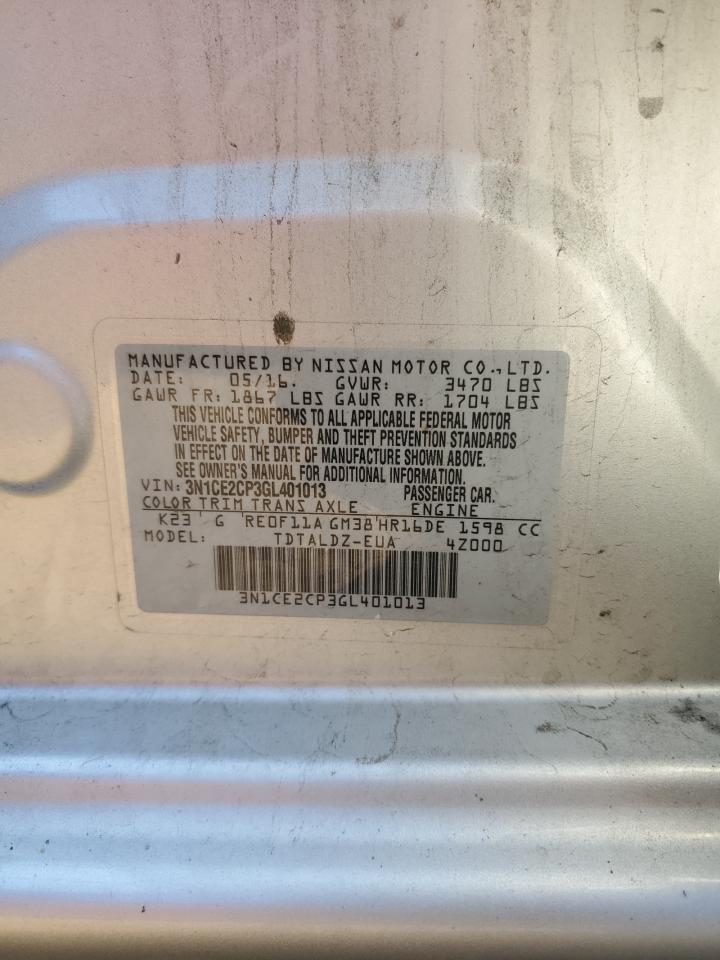 MANUFACTURED BY NISSAN MOTOR CO., LTD.
DATE: 05/16. GVWR: 3470 LBS
GAWR FR: 1867 LBS GAWR RR: 1704 LBS
THIS VEHICLE CONFORMS TO ALL APPLICABLE FEDERAL MOTOR
VEHICLE SAFETY, BUMPER AND THEFT PREVENTION STANDARDS
IN EFFECT ON THE DATE OF MANUFACTURE SHOWN ABOVE.
SEE OWNER'S MANUAL FOR ADDITIONAL INFORMATION.
VIN: 3N1CE2CP3GL401013 PASSENGER CAR.
COLOR TRIM TRANS AXLE ENGINE
K23 G RE0F11A GM38 HR16DE 1598 CC
MODEL: TDTALDZ-EUA 4Z000
3N1CE2CP3GL401013